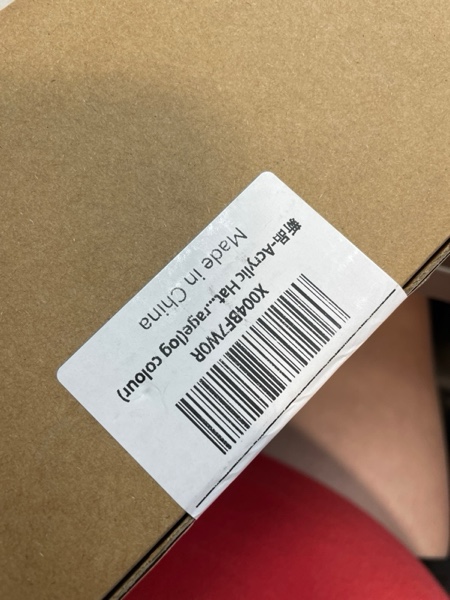 X004BF7W0R
新品-Acrylic Hat...rage(log colour)
Made in China